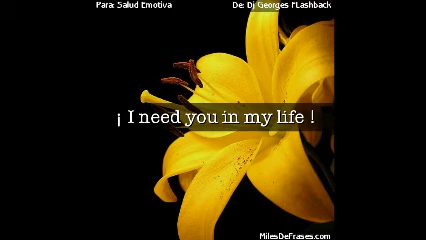 Para: Salud Emotiva De: Dj Georges FLashback
¡ I need you in my life !
MilesDeFrases.com